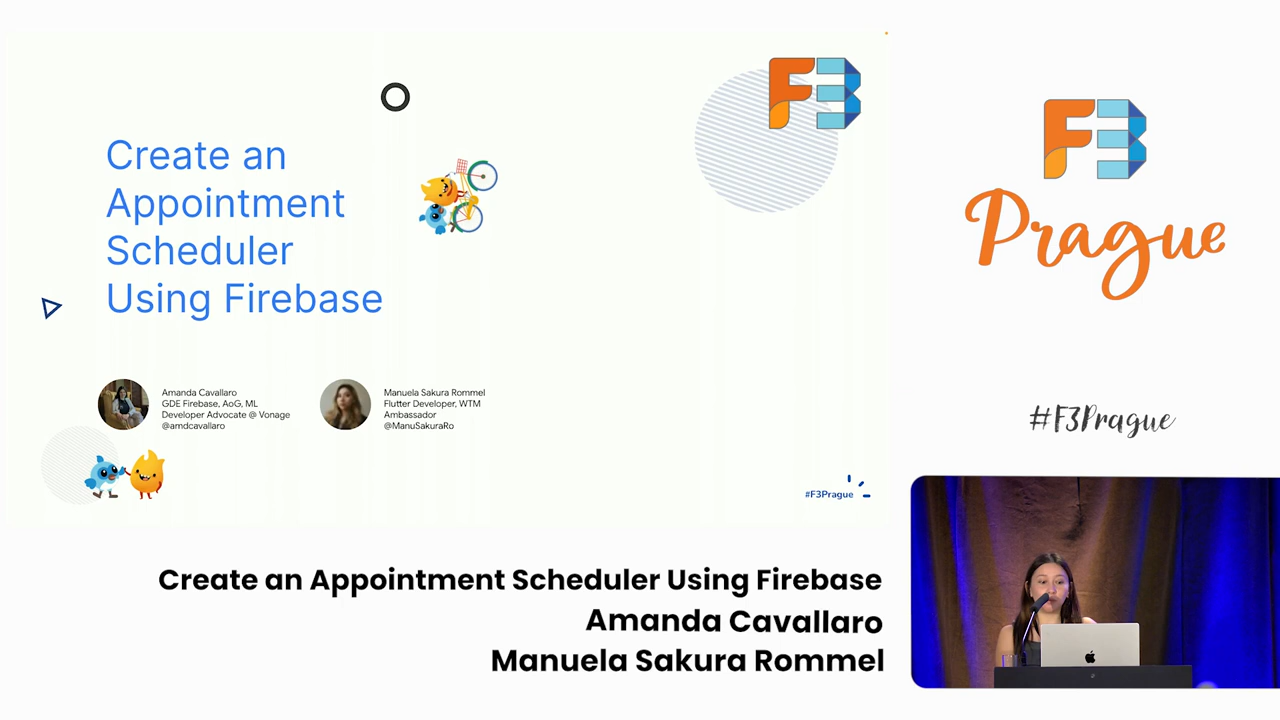 F3
Create an
Appointment
Scheduler
Using Firebase
Amanda Cavallaro
GDE Firebase, AoG, ML
Developer Advocate @ Vonage
@amdcavallaro
Manuela Sakura Rommel
Flutter Developer, WTM
Ambassador
@ManuSakuraRo
#F3Prague
F3
Prague
#F3Prague
Create an Appointment Scheduler Using Firebase
Amanda Cavallaro
Manuela Sakura Rommel